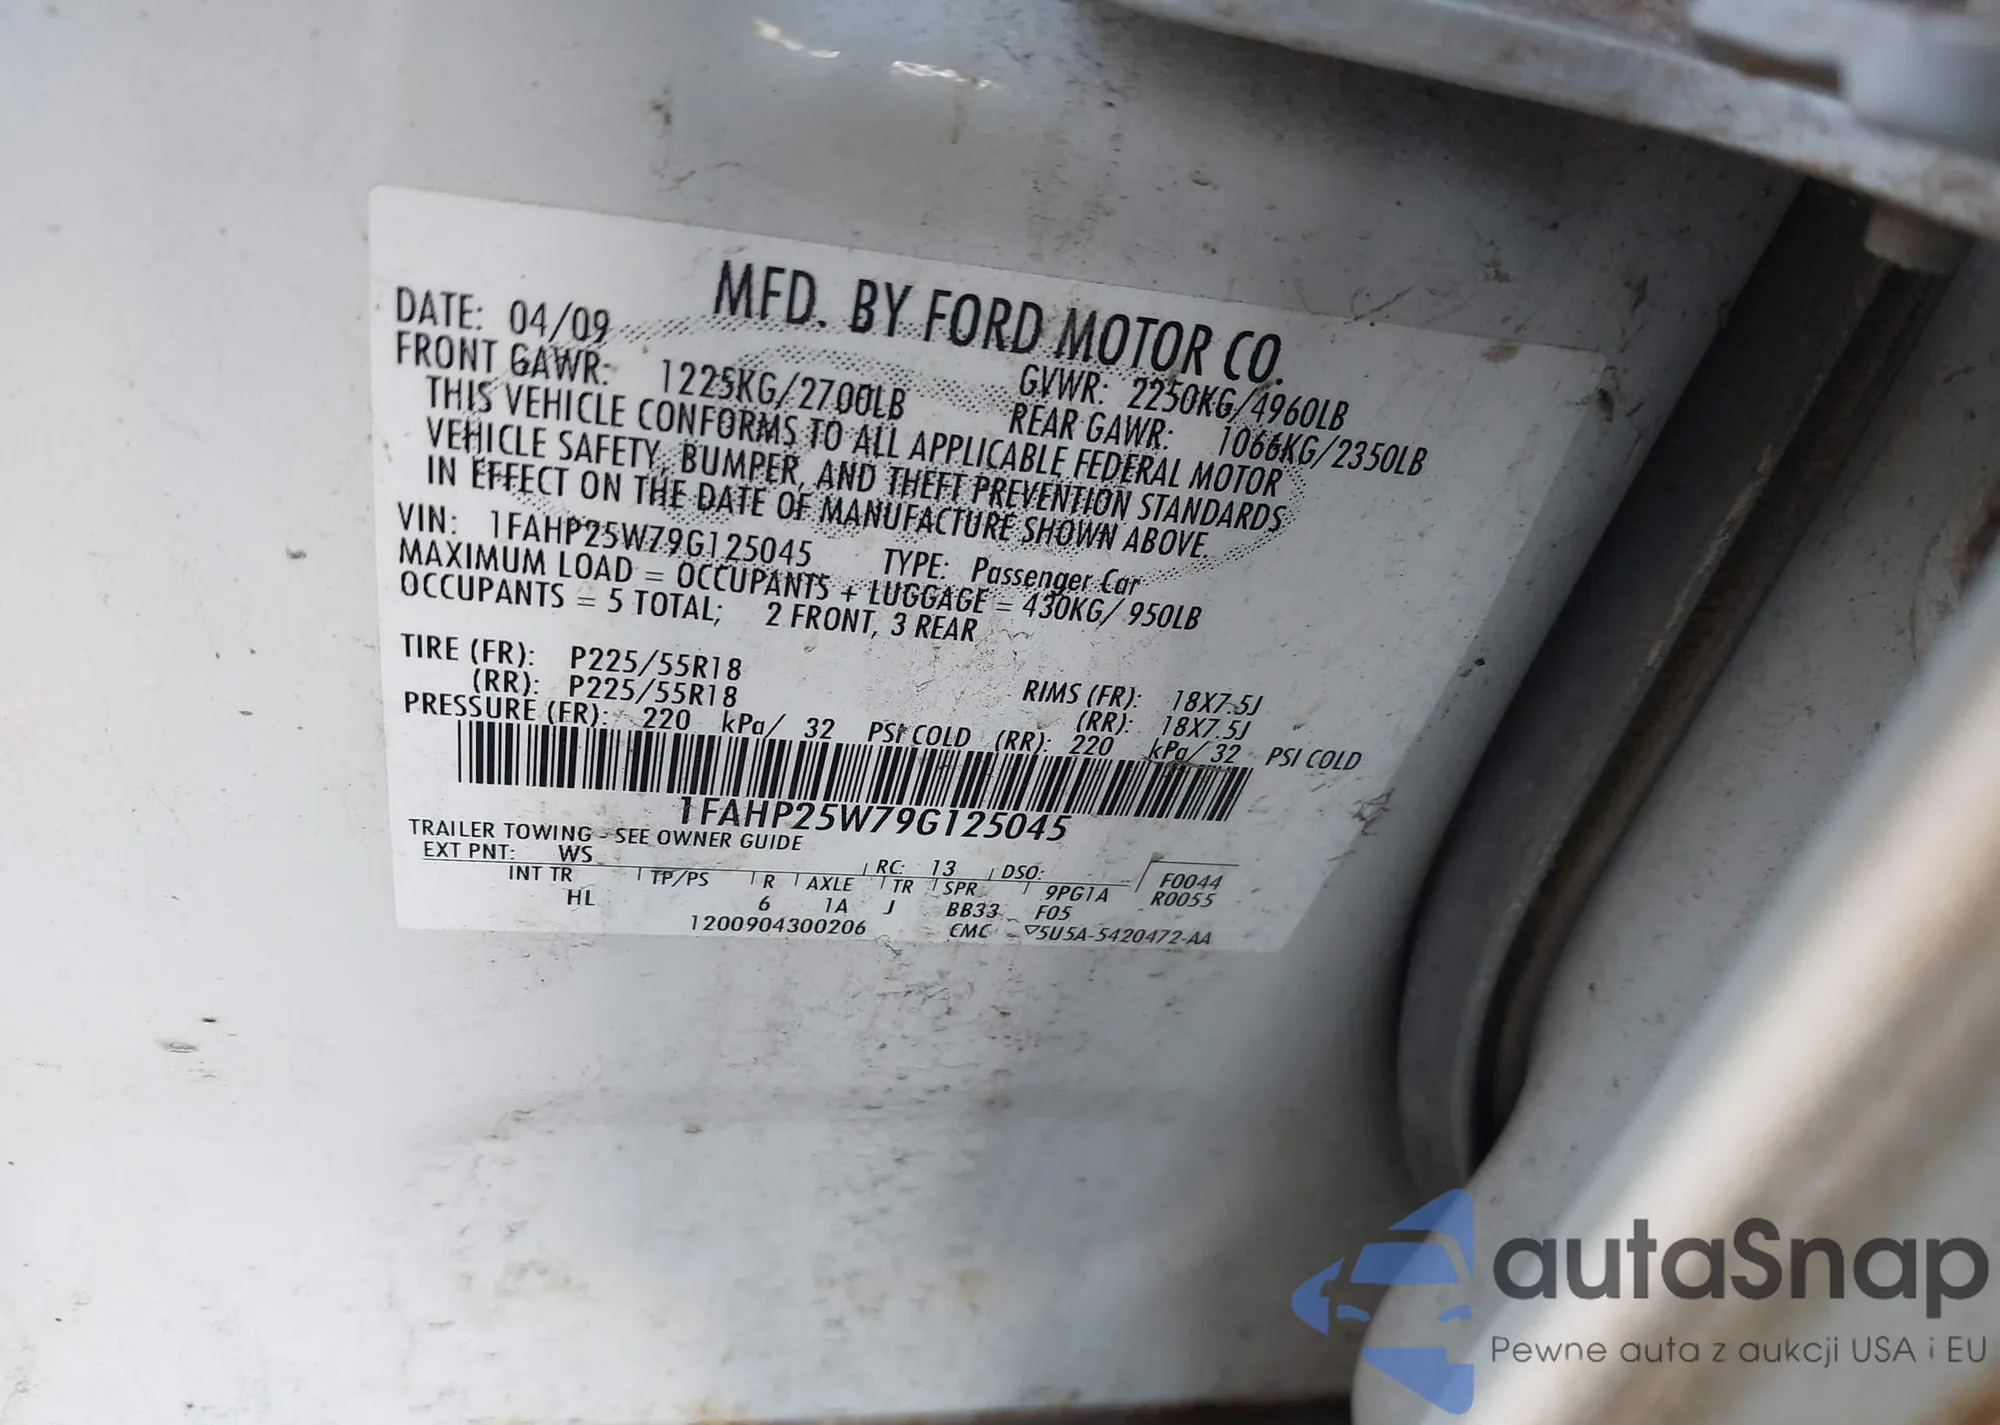 MFD. BY FORD MOTOR CO.
DATE: 04/09 GVWR: 2250KG/4960LB
FRONT GAWR: 1225KG/2700LB REAR GAWR: 1066KG/2350LB
THIS VEHICLE CONFORMS TO ALL APPLICABLE FEDERAL MOTOR
VEHICLE SAFETY, BUMPER, AND THEFT PREVENTION STANDARDS
IN EFFECT ON THE DATE OF MANUFACTURE SHOWN ABOVE.
VIN: 1FAHP25W79G125045 TYPE: Passenger Car
MAXIMUM LOAD = OCCUPANTS + LUGGAGE = 430KG/ 950LB
OCCUPANTS = 5 TOTAL; 2 FRONT, 3 REAR
TIRE (FR): P225/55R18 RIMS (FR): 18X7.5J
(RR): P225/55R18 (RR): 18X7.5J
PRESSURE (FR): 220 kPa/ 32 PSI COLD (RR): 220 kPa/ 32 PSI COLD
1FAHP25W79G125045
TRAILER TOWING - SEE OWNER GUIDE
EXT PNT: WS RC: 13 DSO: F0044
INT TR TP/PS R AXLE TR SPR 9PG1A R0055
HL 6 1A J BB33 F05
1200904300206 EMC 5U5A-5420472-AA
autaSnap
Pewne auta z aukcji USA i EU